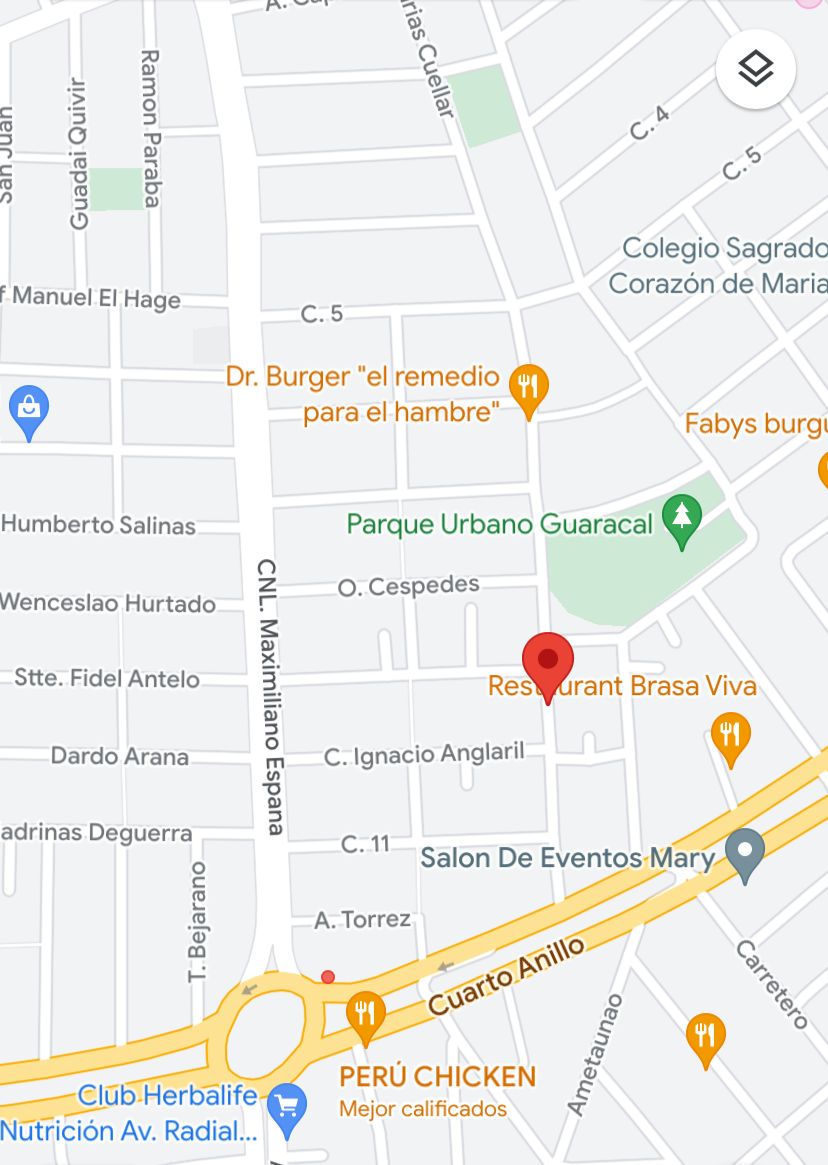 Cuellar
San Juan
Guadai Quivir
Ramon Paraba
C. 4
C. 5
Colegio Sagrado
Corazón de Maria
f Manuel El Hage
C. 5
Dr. Burger "el remedio
para el hambre"
Fabys burgu
Humberto Salinas
Parque Urbano Guaracal
O. Cespedes
Wenceslao Hurtado
CNL. Maximiliano Espana
Stte. Fidel Antelo
Restaurant Brasa Viva
Dardo Arana
C. Ignacio Anglaril
adrinas Deguerra
C. 11
Salon De Eventos Mary
T. Bejarano
A. Torrez
Cuarto Anillo
Carretero
Ametaunao
PERÚ CHICKEN
Mejor calificados
Club Herbalife
Nutrición Av. Radial...